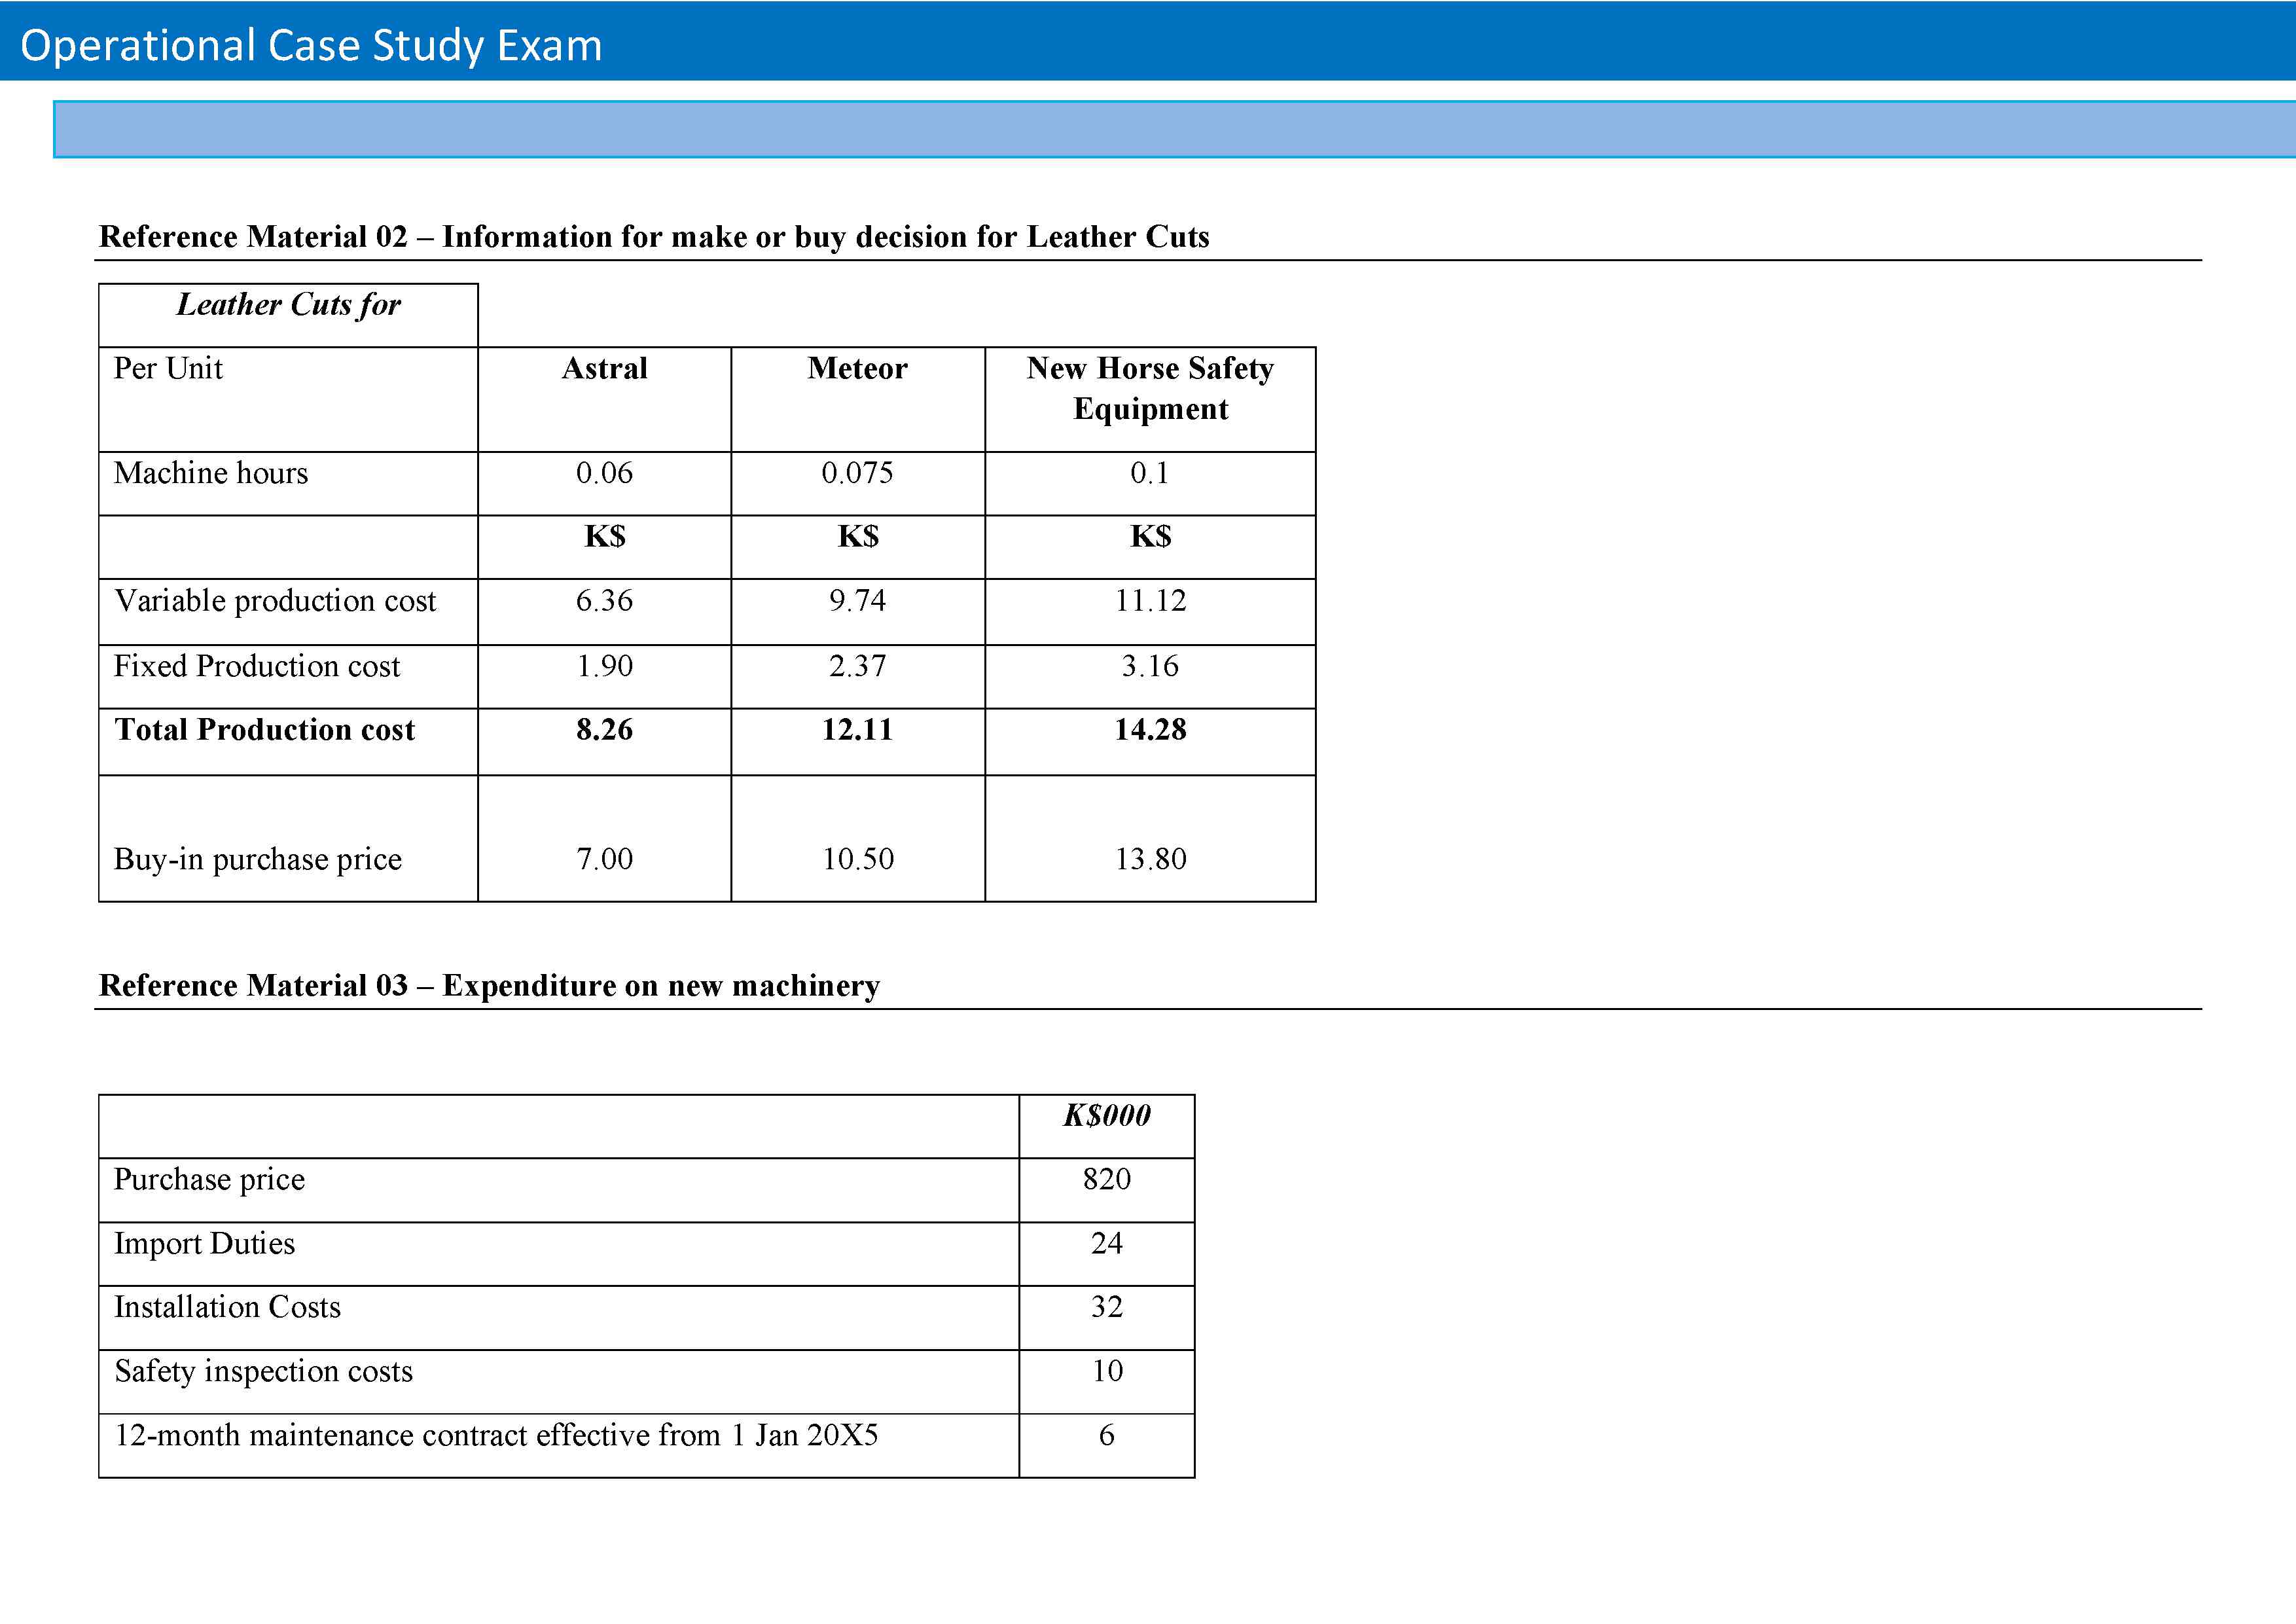 Operational Case Study Exam
Reference Material 02 – Information for make or buy decision for Leather Cuts
Leather Cuts for
Per Unit Astral Meteor New Horse Safety
Equipment
Machine hours 0.06 0.075 0.1
K$ K$ K$
Variable production cost 6.36 9.74 11.12
Fixed Production cost 1.90 2.37 3.16
Total Production cost 8.26 12.11 14.28
Buy-in purchase price 7.00 10.50 13.80
Reference Material 03 – Expenditure on new machinery
K$000
Purchase price 820
Import Duties 24
Installation Costs 32
Safety inspection costs 10
12-month maintenance contract effective from 1 Jan 20X5 6